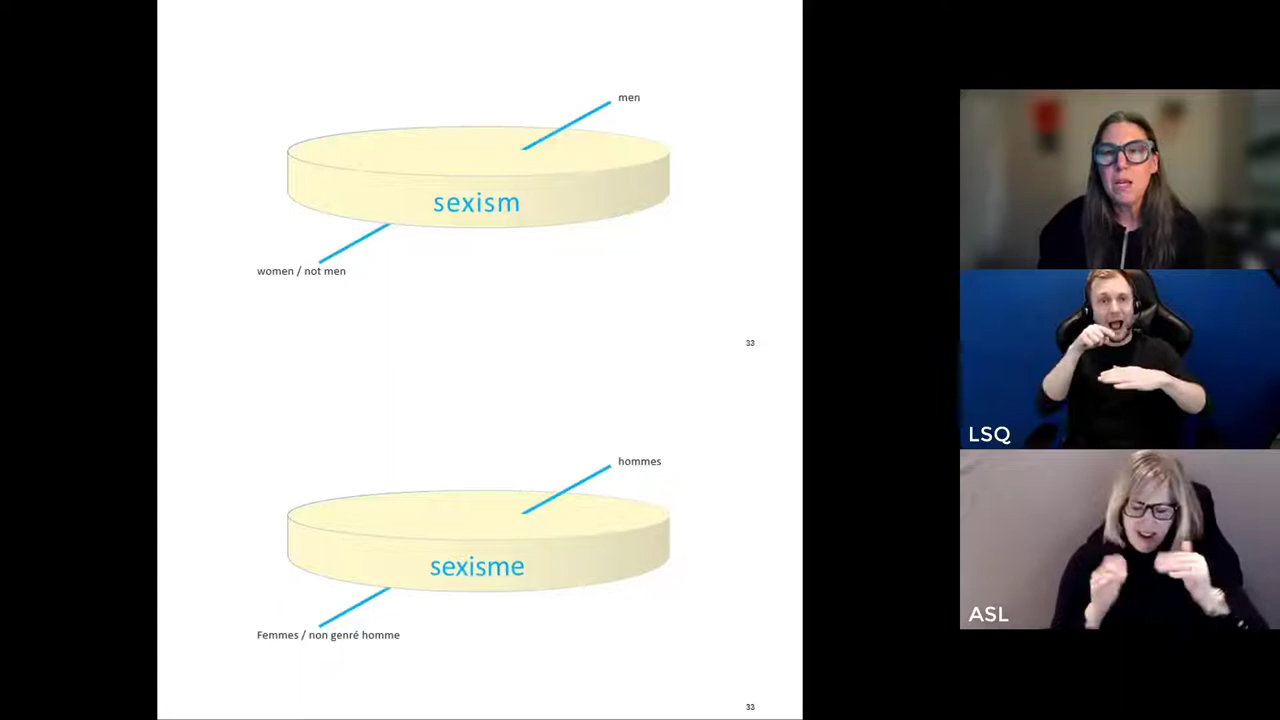 men
sexism
women / not men
33
hommes
sexisme
Femmes / non genré homme
33
LSQ
ASL